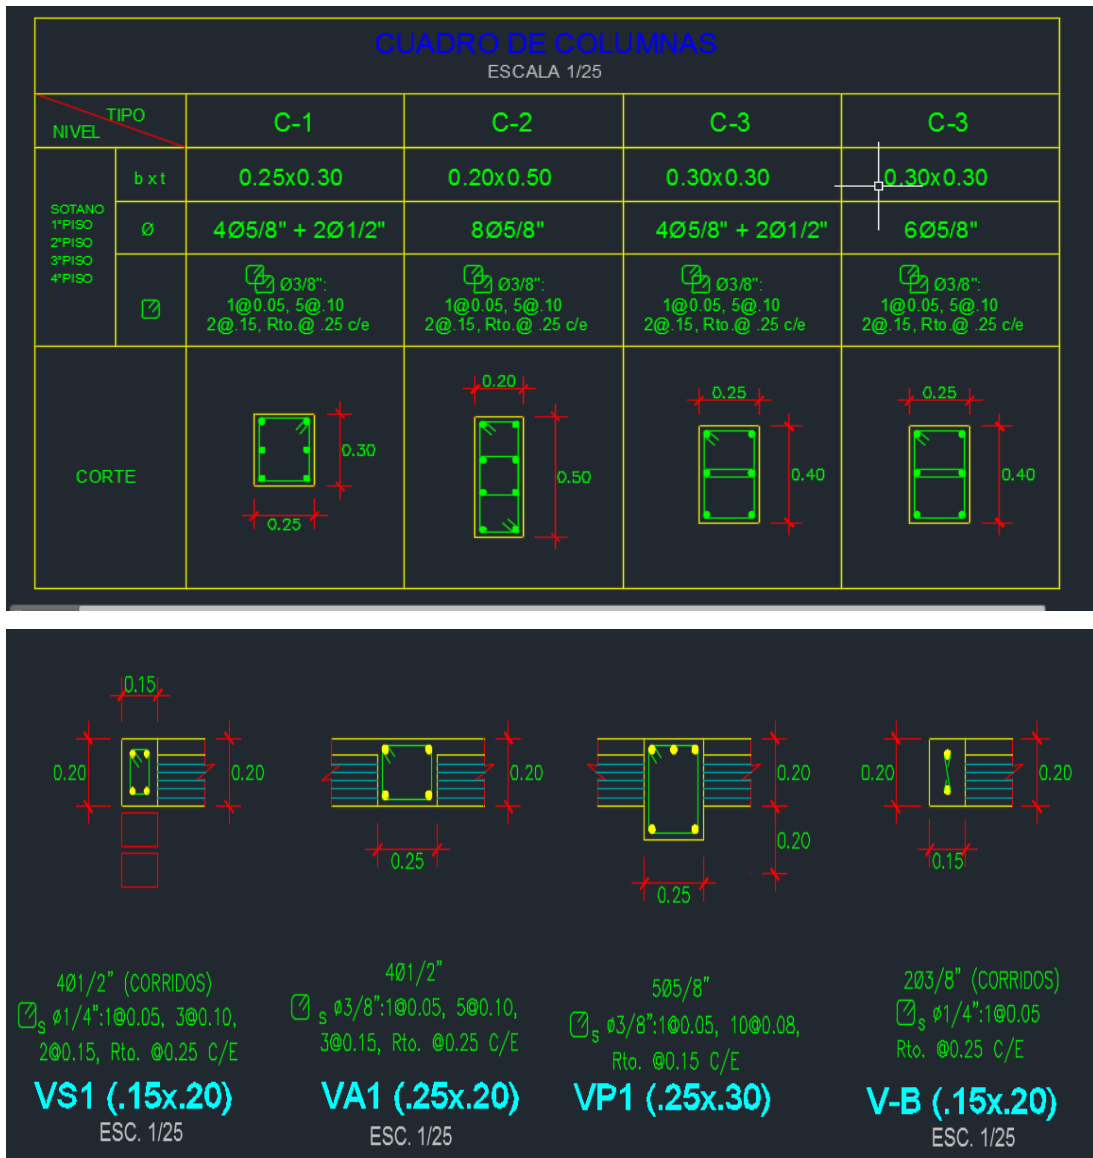 CUADRO DE COLUMNAS
ESCALA 1/25
TIPO
NIVEL
C-1
C-2
C-3
C-3
SOTANO
1°PISO
2°PISO
3°PISO
4°PISO
b x t
0.25x0.30
0.20x0.50
0.30x0.30
0.30x0.30
Ø
4Ø5/8" + 2Ø1/2"
8Ø5/8"
4Ø5/8" + 2Ø1/2"
6Ø5/8"
Ø3/8":
1@0.05, 5@.10
2@.15, Rto.@ .25 c/e
Ø3/8":
1@0.05, 5@.10
2@.15, Rto.@ .25 c/e
Ø3/8":
1@0.05, 5@.10
2@.15, Rto.@ .25 c/e
Ø3/8":
1@0.05, 5@.10
2@.15, Rto.@ .25 c/e
CORTE
0.30
0.25
0.20
0.50
0.25
0.40
0.25
0.40
0.15
0.20
0.20
4Ø1/2" (CORRIDOS)
S ø1/4":1@0.05, 3@0.10,
2@0.15, Rto. @0.25 C/E
VS1 (.15x.20)
ESC. 1/25
0.20
0.25
4Ø1/2"
S ø3/8":1@0.05, 5@0.10,
3@0.15, Rto. @0.25 C/E
VA1 (.25x.20)
ESC. 1/25
0.20
0.20
0.25
5Ø5/8"
S ø3/8":1@0.05, 10@0.08,
Rto. @0.15 C/E
VP1 (.25x.30)
0.20
0.20
0.15
2Ø3/8" (CORRIDOS)
S ø1/4":1@0.05
Rto. @0.25 C/E
V-B (.15x.20)
ESC. 1/25